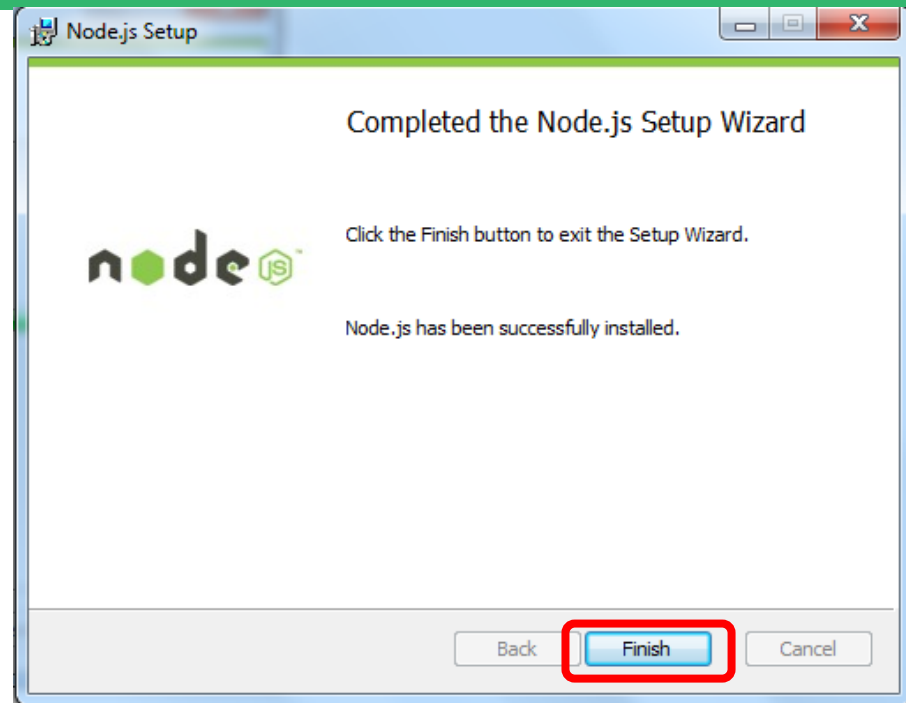 Node.js Setup
Completed the Node.js Setup Wizard
Click the Finish button to exit the Setup Wizard.
node JS™
Node.js has been successfully installed.
Back
Finish
Cancel